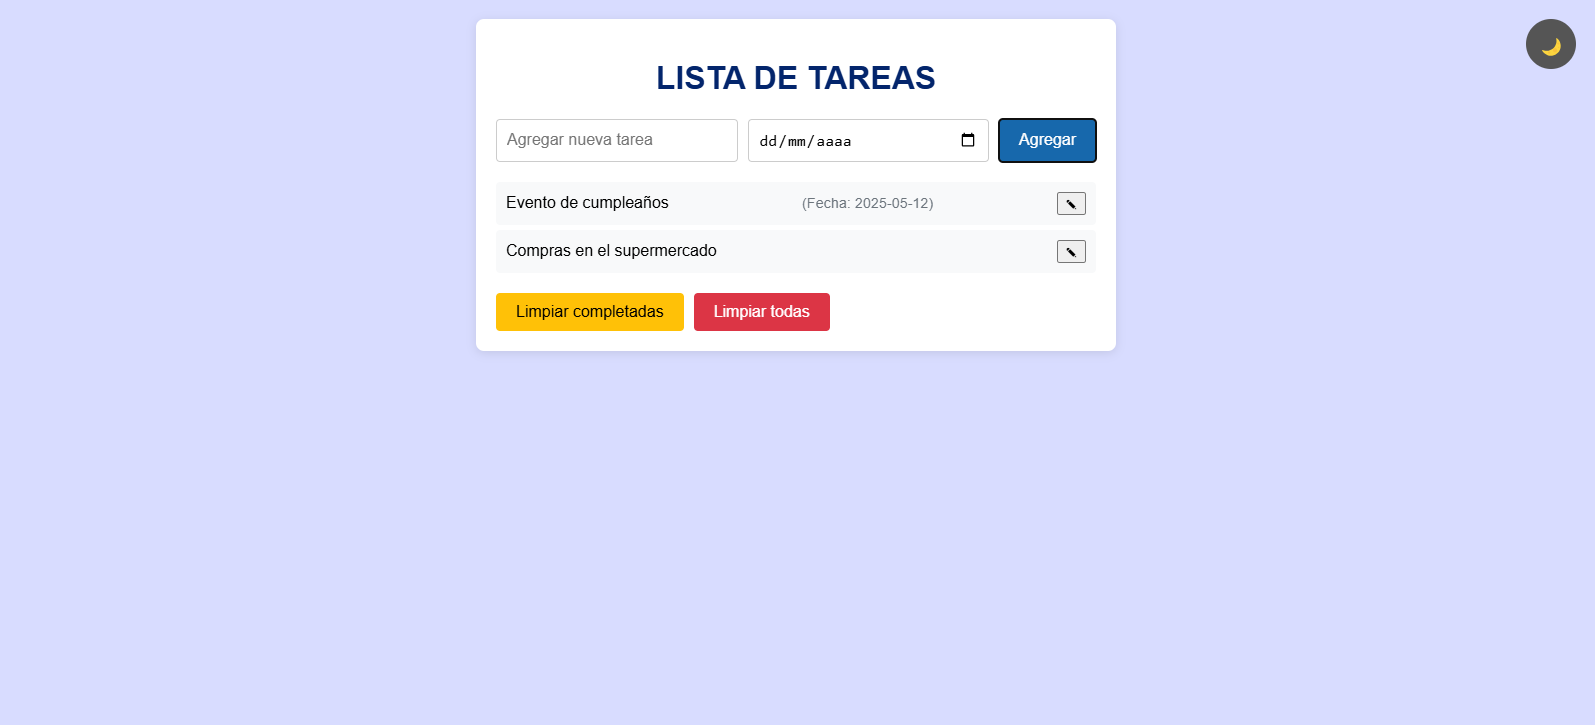 LISTA DE TAREAS
Agregar nueva tarea dd/mm/aaaa Agregar
Evento de cumpleaños (Fecha: 2025-05-12)
Compras en el supermercado
Limpiar completadas Limpiar todas